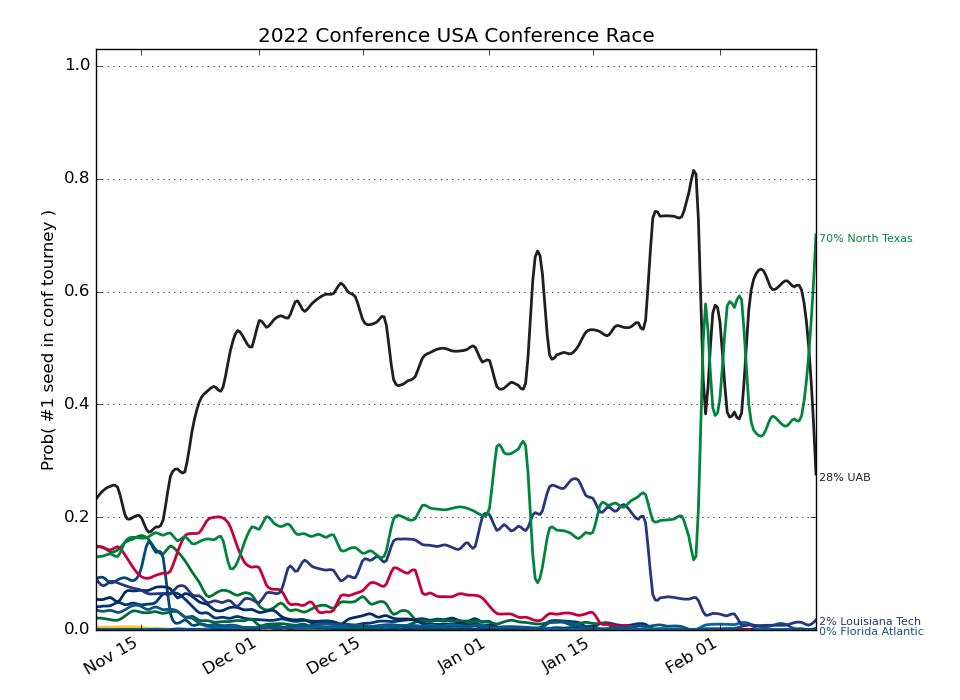 2022 Conference USA Conference Race
Prob( #1 seed in conf tourney )
1.0
0.8
0.6
0.4
0.2
0.0
Nov 15
Dec 01
Dec 15
Jan 01
Jan 15
Feb 01
70% North Texas
28% UAB
2% Louisiana Tech
0% Florida Atlantic